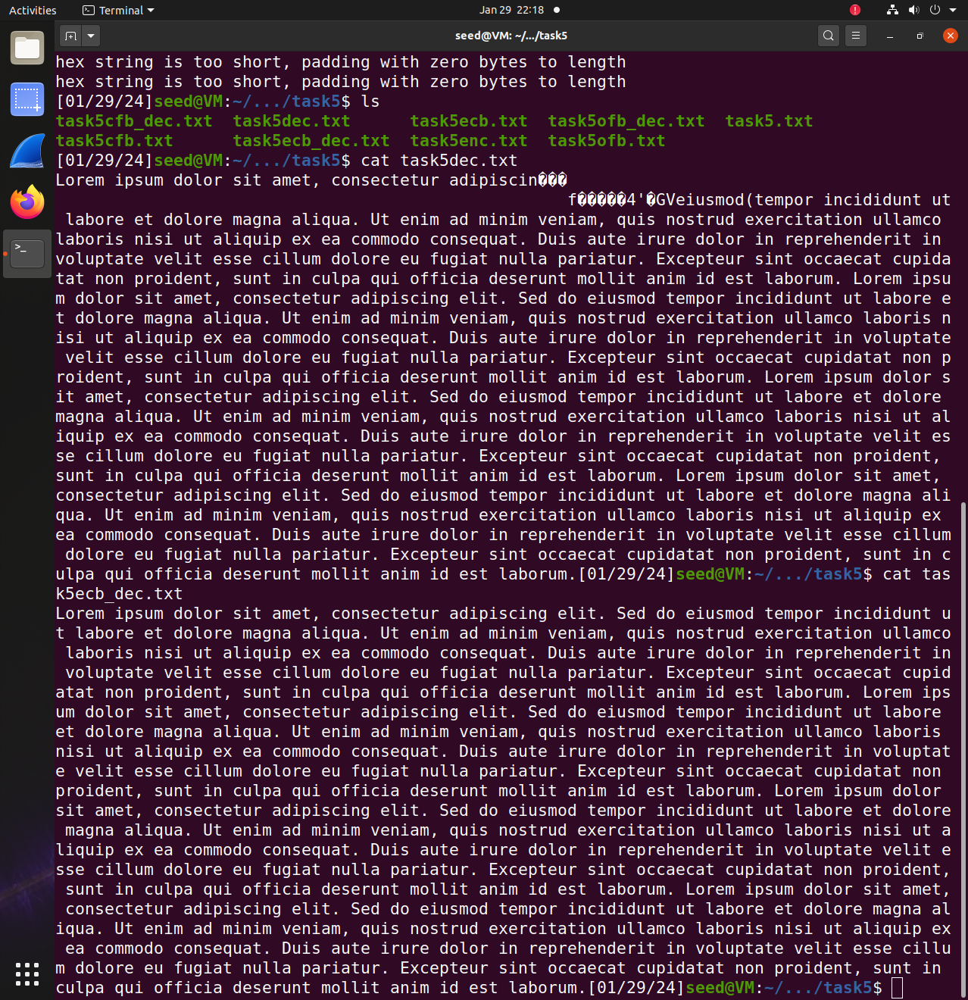 Activities Terminal Jan 29 22:18
seed@VM: ~/.../task5
hex string is too short, padding with zero bytes to length
hex string is too short, padding with zero bytes to length
[01/29/24]seed@VM:~/.../task5$ ls
task5cfb_dec.txt task5dec.txt task5ecb.txt task5ofb_dec.txt task5.txt
task5cfb.txt task5ecb_dec.txt task5enc.txt task5ofb.txt
[01/29/24]seed@VM:~/.../task5$ cat task5dec.txt
Lorem ipsum dolor sit amet, consectetur adipiscin���
f�����4'�GVeiusmod(tempor incididunt ut
labore et dolore magna aliqua. Ut enim ad minim veniam, quis nostrud exercitation ullamco
laboris nisi ut aliquip ex ea commodo consequat. Duis aute irure dolor in reprehenderit in
voluptate velit esse cillum dolore eu fugiat nulla pariatur. Excepteur sint occaecat cupida
tat non proident, sunt in culpa qui officia deserunt mollit anim id est laborum. Lorem ipsu
m dolor sit amet, consectetur adipiscing elit. Sed do eiusmod tempor incididunt ut labore e
t dolore magna aliqua. Ut enim ad minim veniam, quis nostrud exercitation ullamco laboris n
isi ut aliquip ex ea commodo consequat. Duis aute irure dolor in reprehenderit in voluptate
velit esse cillum dolore eu fugiat nulla pariatur. Excepteur sint occaecat cupidatat non p
roident, sunt in culpa qui officia deserunt mollit anim id est laborum. Lorem ipsum dolor s
it amet, consectetur adipiscing elit. Sed do eiusmod tempor incididunt ut labore et dolore
magna aliqua. Ut enim ad minim veniam, quis nostrud exercitation ullamco laboris nisi ut al
iquip ex ea commodo consequat. Duis aute irure dolor in reprehenderit in voluptate velit es
se cillum dolore eu fugiat nulla pariatur. Excepteur sint occaecat cupidatat non proident,
sunt in culpa qui officia deserunt mollit anim id est laborum. Lorem ipsum dolor sit amet,
consectetur adipiscing elit. Sed do eiusmod tempor incididunt ut labore et dolore magna ali
qua. Ut enim ad minim veniam, quis nostrud exercitation ullamco laboris nisi ut aliquip ex
ea commodo consequat. Duis aute irure dolor in reprehenderit in voluptate velit esse cillum
dolore eu fugiat nulla pariatur. Excepteur sint occaecat cupidatat non proident, sunt in c
ulpa qui officia deserunt mollit anim id est laborum.[01/29/24]seed@VM:~/.../task5$ cat tas
k5ecb_dec.txt
Lorem ipsum dolor sit amet, consectetur adipiscing elit. Sed do eiusmod tempor incididunt u
t labore et dolore magna aliqua. Ut enim ad minim veniam, quis nostrud exercitation ullamco
laboris nisi ut aliquip ex ea commodo consequat. Duis aute irure dolor in reprehenderit in
voluptate velit esse cillum dolore eu fugiat nulla pariatur. Excepteur sint occaecat cupid
atat non proident, sunt in culpa qui officia deserunt mollit anim id est laborum. Lorem ips
um dolor sit amet, consectetur adipiscing elit. Sed do eiusmod tempor incididunt ut labore
et dolore magna aliqua. Ut enim ad minim veniam, quis nostrud exercitation ullamco laboris
nisi ut aliquip ex ea commodo consequat. Duis aute irure dolor in reprehenderit in voluptat
e velit esse cillum dolore eu fugiat nulla pariatur. Excepteur sint occaecat cupidatat non
proident, sunt in culpa qui officia deserunt mollit anim id est laborum. Lorem ipsum dolor
sit amet, consectetur adipiscing elit. Sed do eiusmod tempor incididunt ut labore et dolore
magna aliqua. Ut enim ad minim veniam, quis nostrud exercitation ullamco laboris nisi ut a
liquip ex ea commodo consequat. Duis aute irure dolor in reprehenderit in voluptate velit e
sse cillum dolore eu fugiat nulla pariatur. Excepteur sint occaecat cupidatat non proident,
sunt in culpa qui officia deserunt mollit anim id est laborum. Lorem ipsum dolor sit amet,
consectetur adipiscing elit. Sed do eiusmod tempor incididunt ut labore et dolore magna al
iqua. Ut enim ad minim veniam, quis nostrud exercitation ullamco laboris nisi ut aliquip ex
ea commodo consequat. Duis aute irure dolor in reprehenderit in voluptate velit esse cillu
m dolore eu fugiat nulla pariatur. Excepteur sint occaecat cupidatat non proident, sunt in
culpa qui officia deserunt mollit anim id est laborum.[01/29/24]seed@VM:~/.../task5$